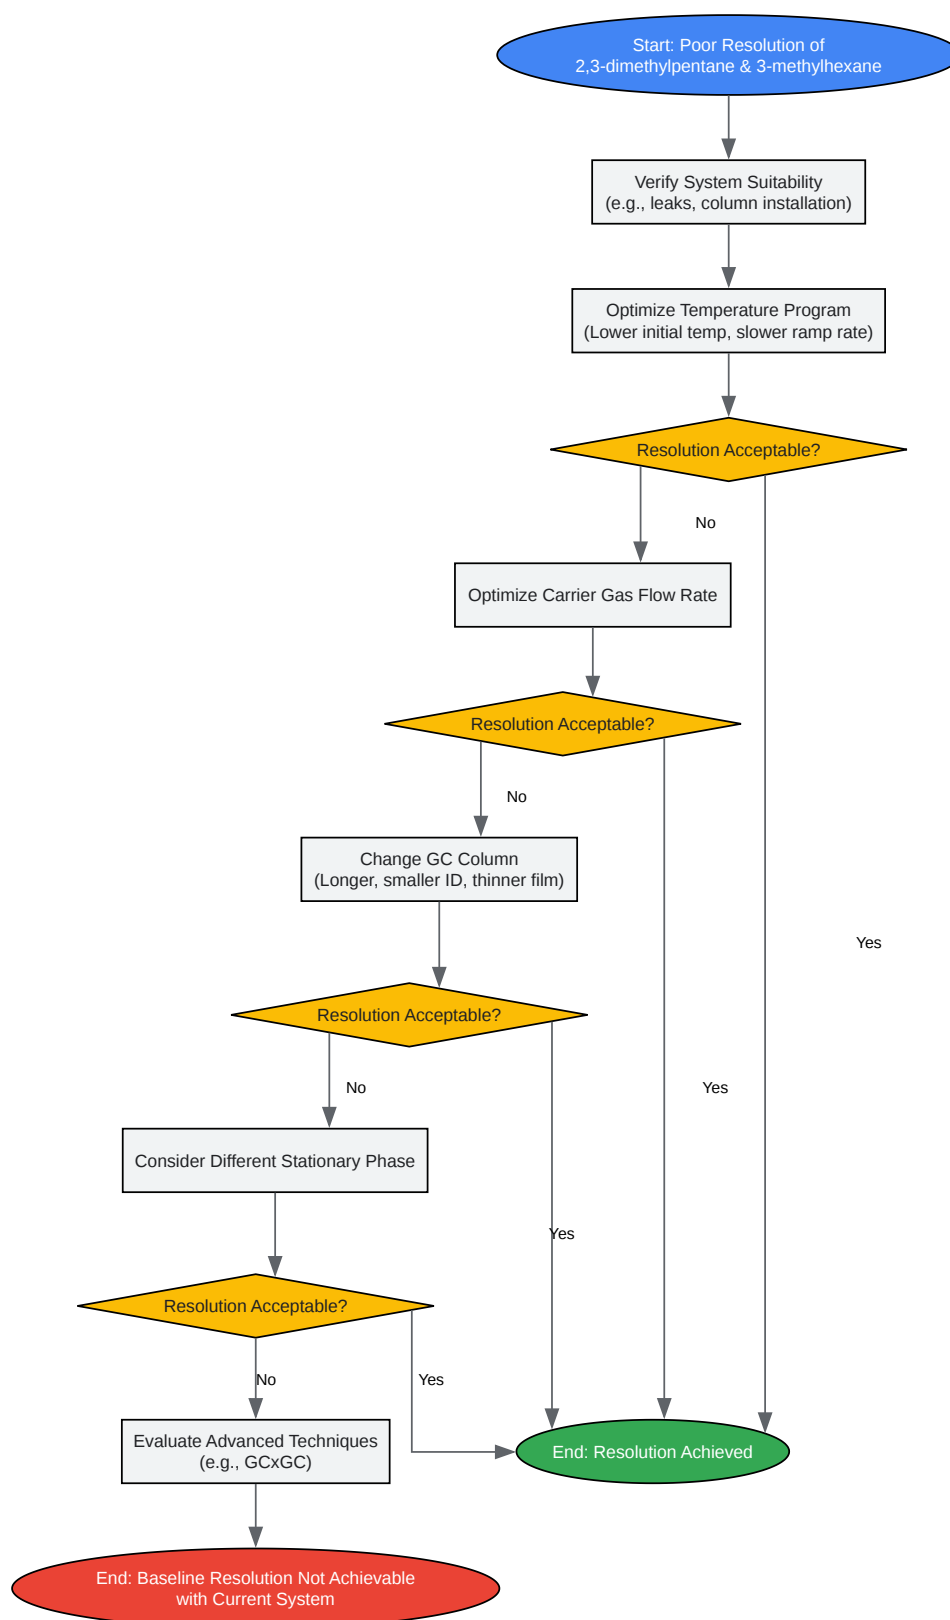 Start: Poor Resolution of
2,3-dimethylpentane & 3-methylhexane
Verify System Suitability
(e.g., leaks, column installation)
Optimize Temperature Program
(Lower initial temp, slower ramp rate)
Resolution Acceptable?
No
Optimize Carrier Gas Flow Rate
Resolution Acceptable?
No
Change GC Column
(Longer, smaller ID, thinner film)
Yes
Resolution Acceptable?
No
Yes
Consider Different Stationary Phase
Yes
Resolution Acceptable?
No
Yes
Evaluate Advanced Techniques
(e.g., GCxGC)
End: Resolution Achieved
End: Baseline Resolution Not Achievable
with Current System